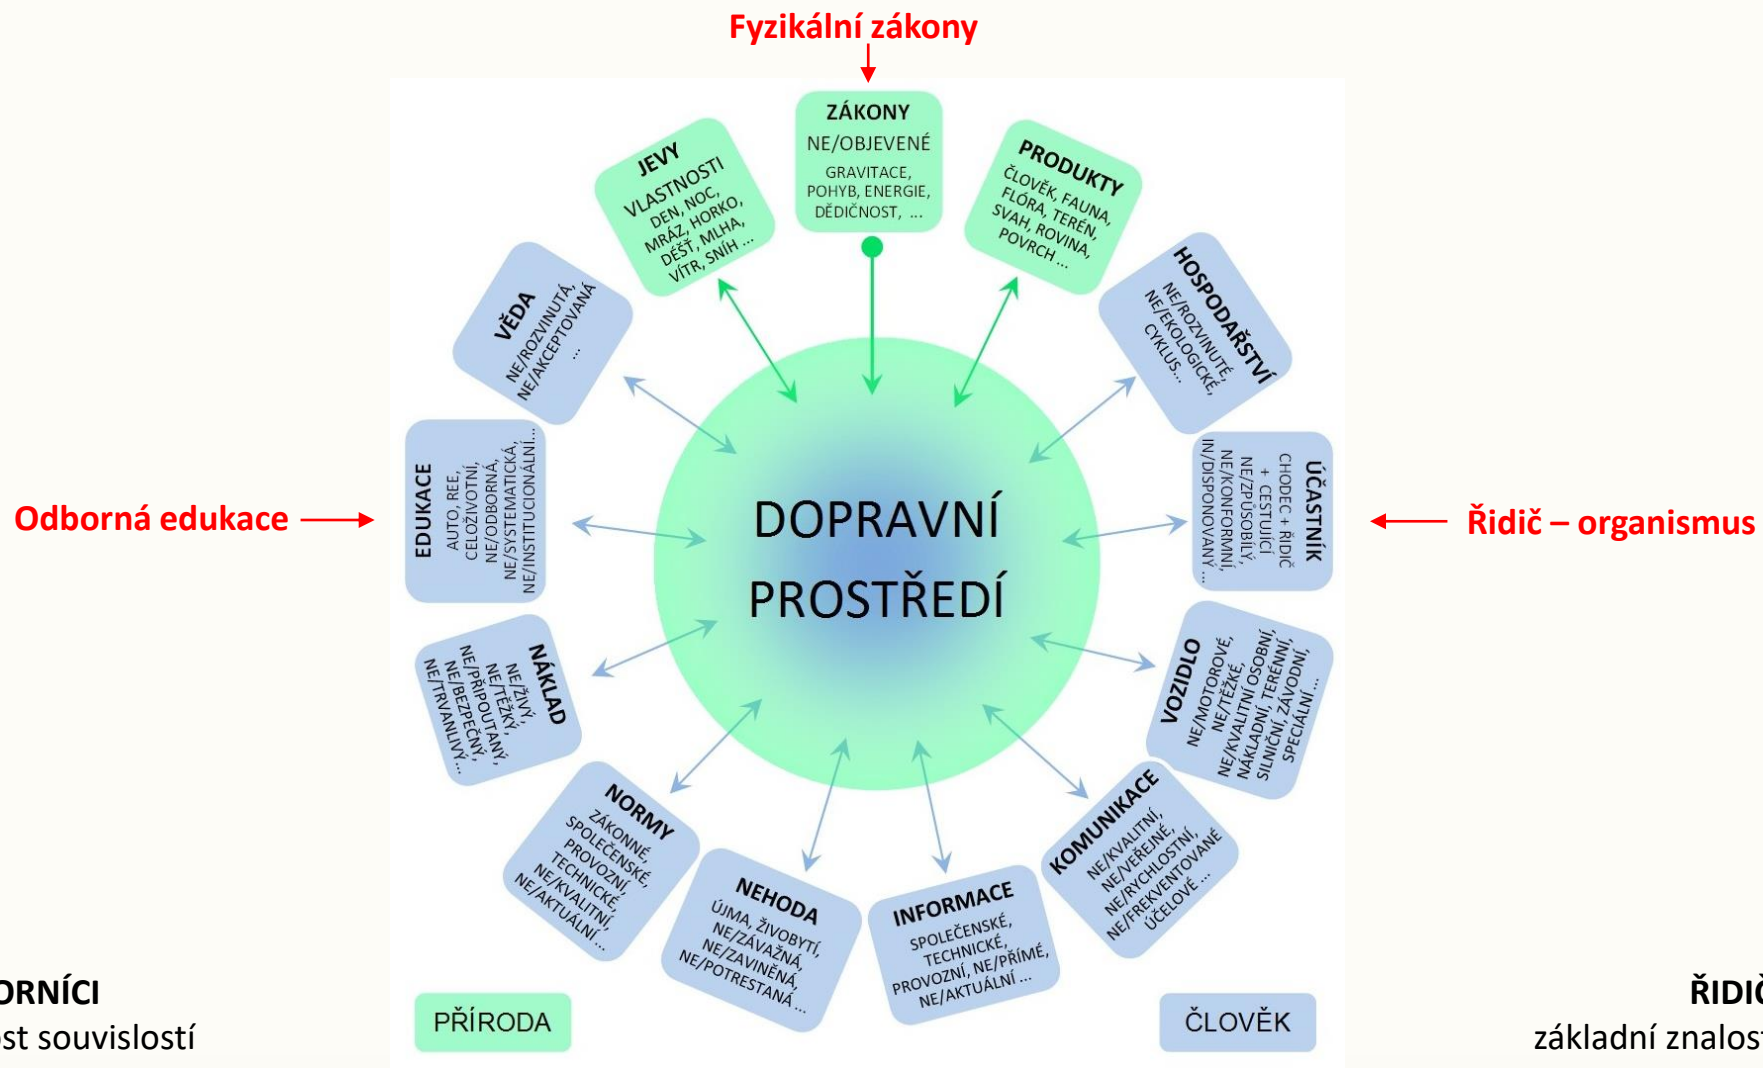 Fyzikální zákony
ZÁKONY
NE/OBJEVENÉ
GRAVITACE,
POHYB, ENERGIE,
DĚDIČNOST, ...
JEVY
VLASTNOSTI
DEN, NOC,
MRÁZ, HORKO,
DÉŠŤ, MLHA,
VÍTR, SNÍH ...
PRODUKTY
ČLOVĚK, FAUNA,
FLÓRA, TERÉN,
SVAH, ROVINA,
POVRCH ...
VĚDA
NE/ROZVINUTÁ,
NE/AKCEPTOVANÁ
...
HOSPODAŘSTVÍ
NE/ROZVINUTÉ,
NE/EKOLOGICKÉ,
CYKLUS...
Odborná edukace
EDUKACE
AUTO, REE,
CELOŽIVOTNÍ,
NE/ODBORNÁ,
NE/SYSTEMATICKÁ,
NE/INSTITUCIONÁLNÍ...
DOPRAVNÍ
PROSTŘEDÍ
ÚČASTNÍK
CHODEC + ŘIDIČ
+ CESTUJÍCÍ
NE/ZPŮSOBILÝ,
NE/KONFORMNÍ,
IN/DISPONOVANÝ ...
Řidič – organismus
NÁKLAD
NE/ŽIVÝ,
NE/TĚŽKÝ,
NE/PŘIPOUTANÝ,
NE/BEZPEČNÝ,
NE/TRVANLIVÝ...
VOZIDLO
NE/MOTOROVÉ,
NE/TĚŽKÉ,
NE/KVALITNÍ OSOBNÍ,
NÁKLADNÍ, TERÉNNÍ,
SILNIČNÍ, ZÁVODNÍ,
SPECIÁLNÍ ...
NORMY
ZÁKONNÉ,
SPOLEČENSKÉ,
PROVOZNÍ,
TECHNICKÉ,
NE/KVALITNÍ,
NE/AKTUÁLNÍ ...
NEHODA
ÚJMA, ŽIVOBYTÍ,
NE/ZÁVAŽNÁ,
NE/ZAVINĚNÁ,
NE/POTRESTANÁ ...
INFORMACE
SPOLEČENSKÉ,
TECHNICKÉ,
PROVOZNÍ, NE/PŘÍMÉ,
NE/AKTUÁLNÍ ...
KOMUNIKACE
NE/KVALITNÍ,
NE/VEŘEJNÉ,
NE/RYCHLOSTNÍ,
NE/FREKVENTOVANÉ
ÚČELOVÉ ...
ORNÍCI
ost souvislostí
PŘÍRODA
ČLOVĚK
ŘIDIČ
základní znalost